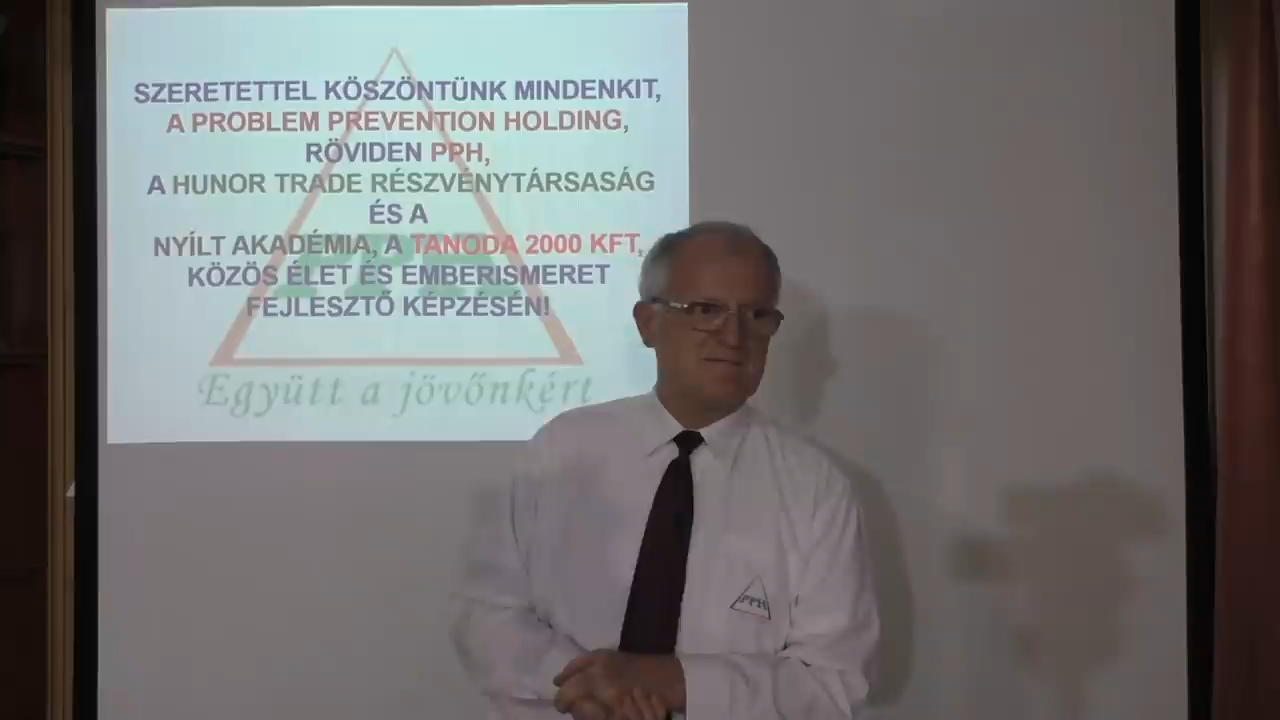 SZERETETTEL KÖSZÖNTÜNK MINDENKIT,
A PROBLEM PREVENTION HOLDING,
RÖVIDEN PPH,
A HUNOR TRADE RÉSZVÉNYTÁRSASÁG
ÉS A
NYÍLT AKADÉMIA, A TANODA 2000 KFT,
KÖZÖS ÉLET ÉS EMBERISMERET
FEJLESZTŐ KÉPZÉSÉN!
PPH
Együtt a jövőnkért
PPH